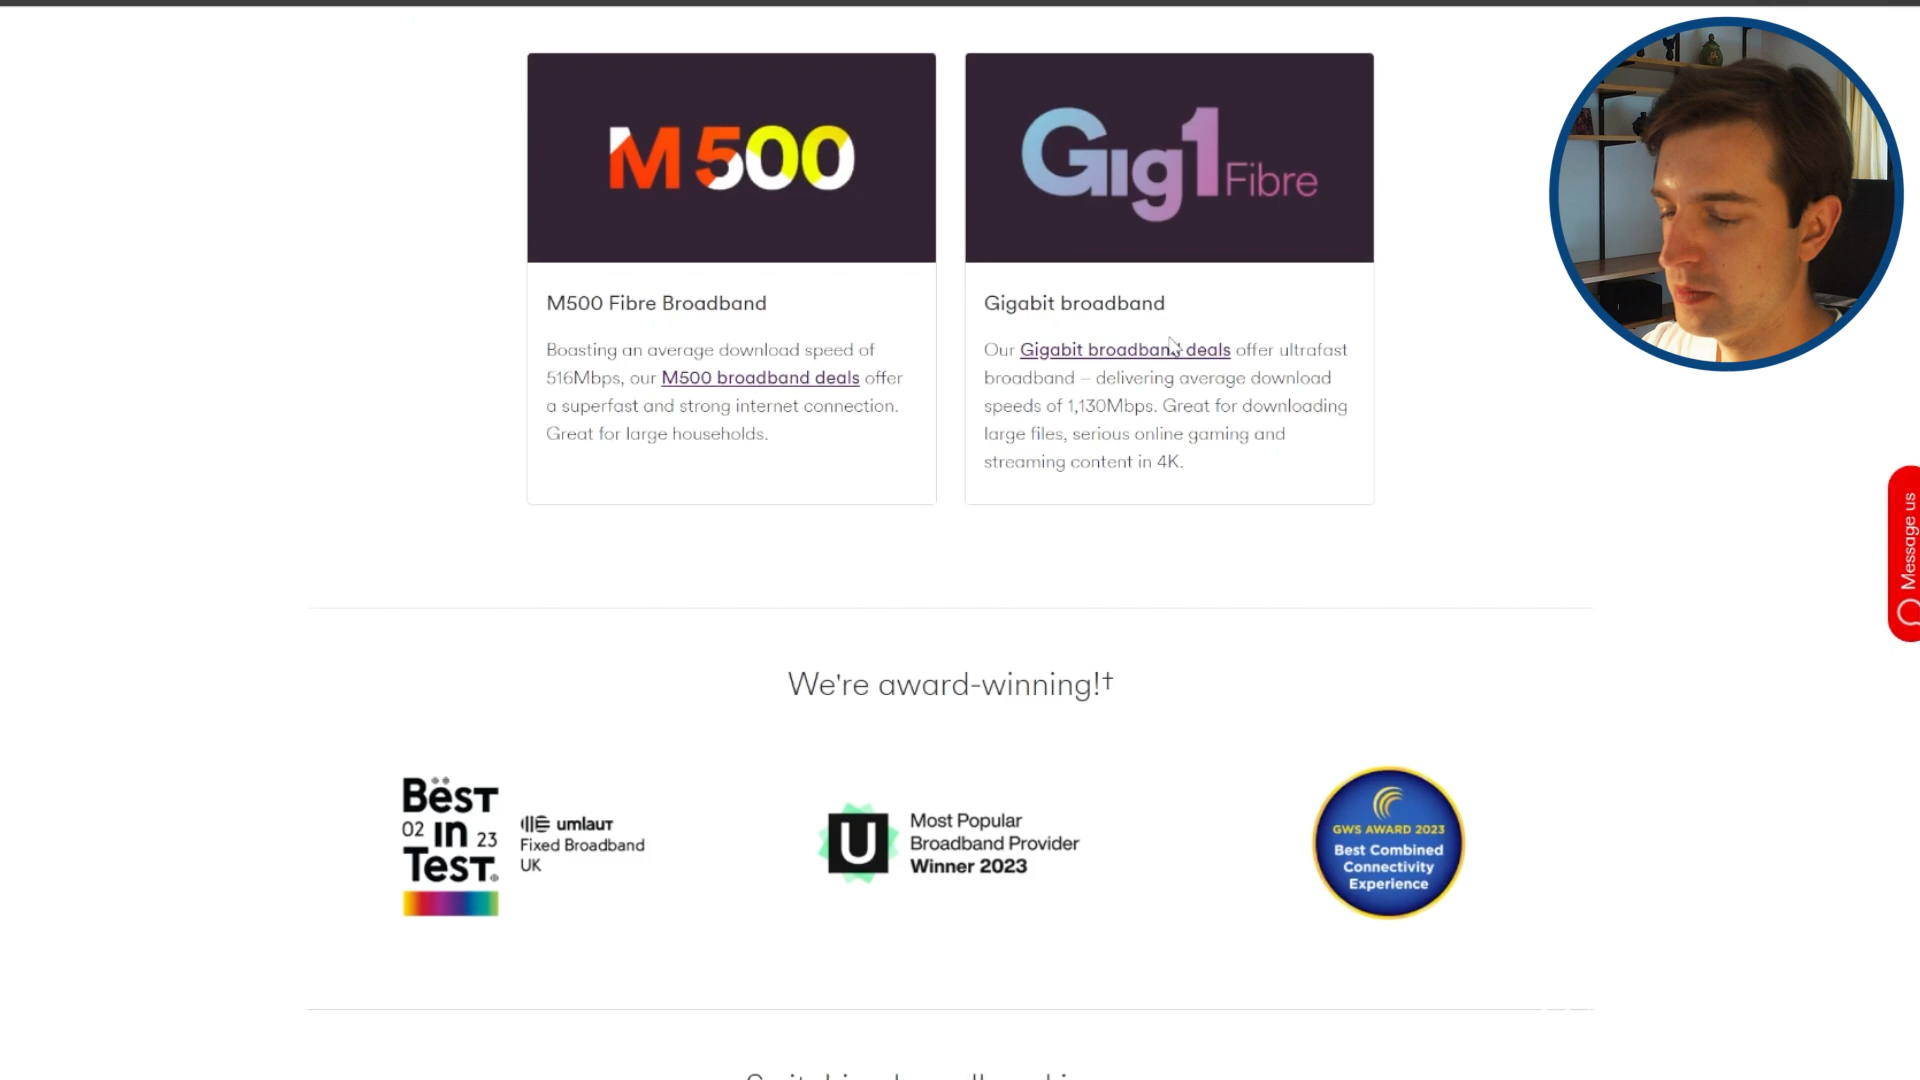 M500
Gig1 Fibre
M500 Fibre Broadband
Boasting an average download speed of
516Mbps, our M500 broadband deals offer
a superfast and strong internet connection.
Great for large households.
Gigabit broadband
Our Gigabit broadband deals offer ultrafast
broadband – delivering average download
speeds of 1,130Mbps. Great for downloading
large files, serious online gaming and
streaming content in 4K.
Message us
We're award-winning!†
Bëst
02 in 23
Test
umlaut
Fixed Broadband
UK
U
Most Popular
Broadband Provider
Winner 2023
GWS AWARD 2023
Best Combined
Connectivity
Experience